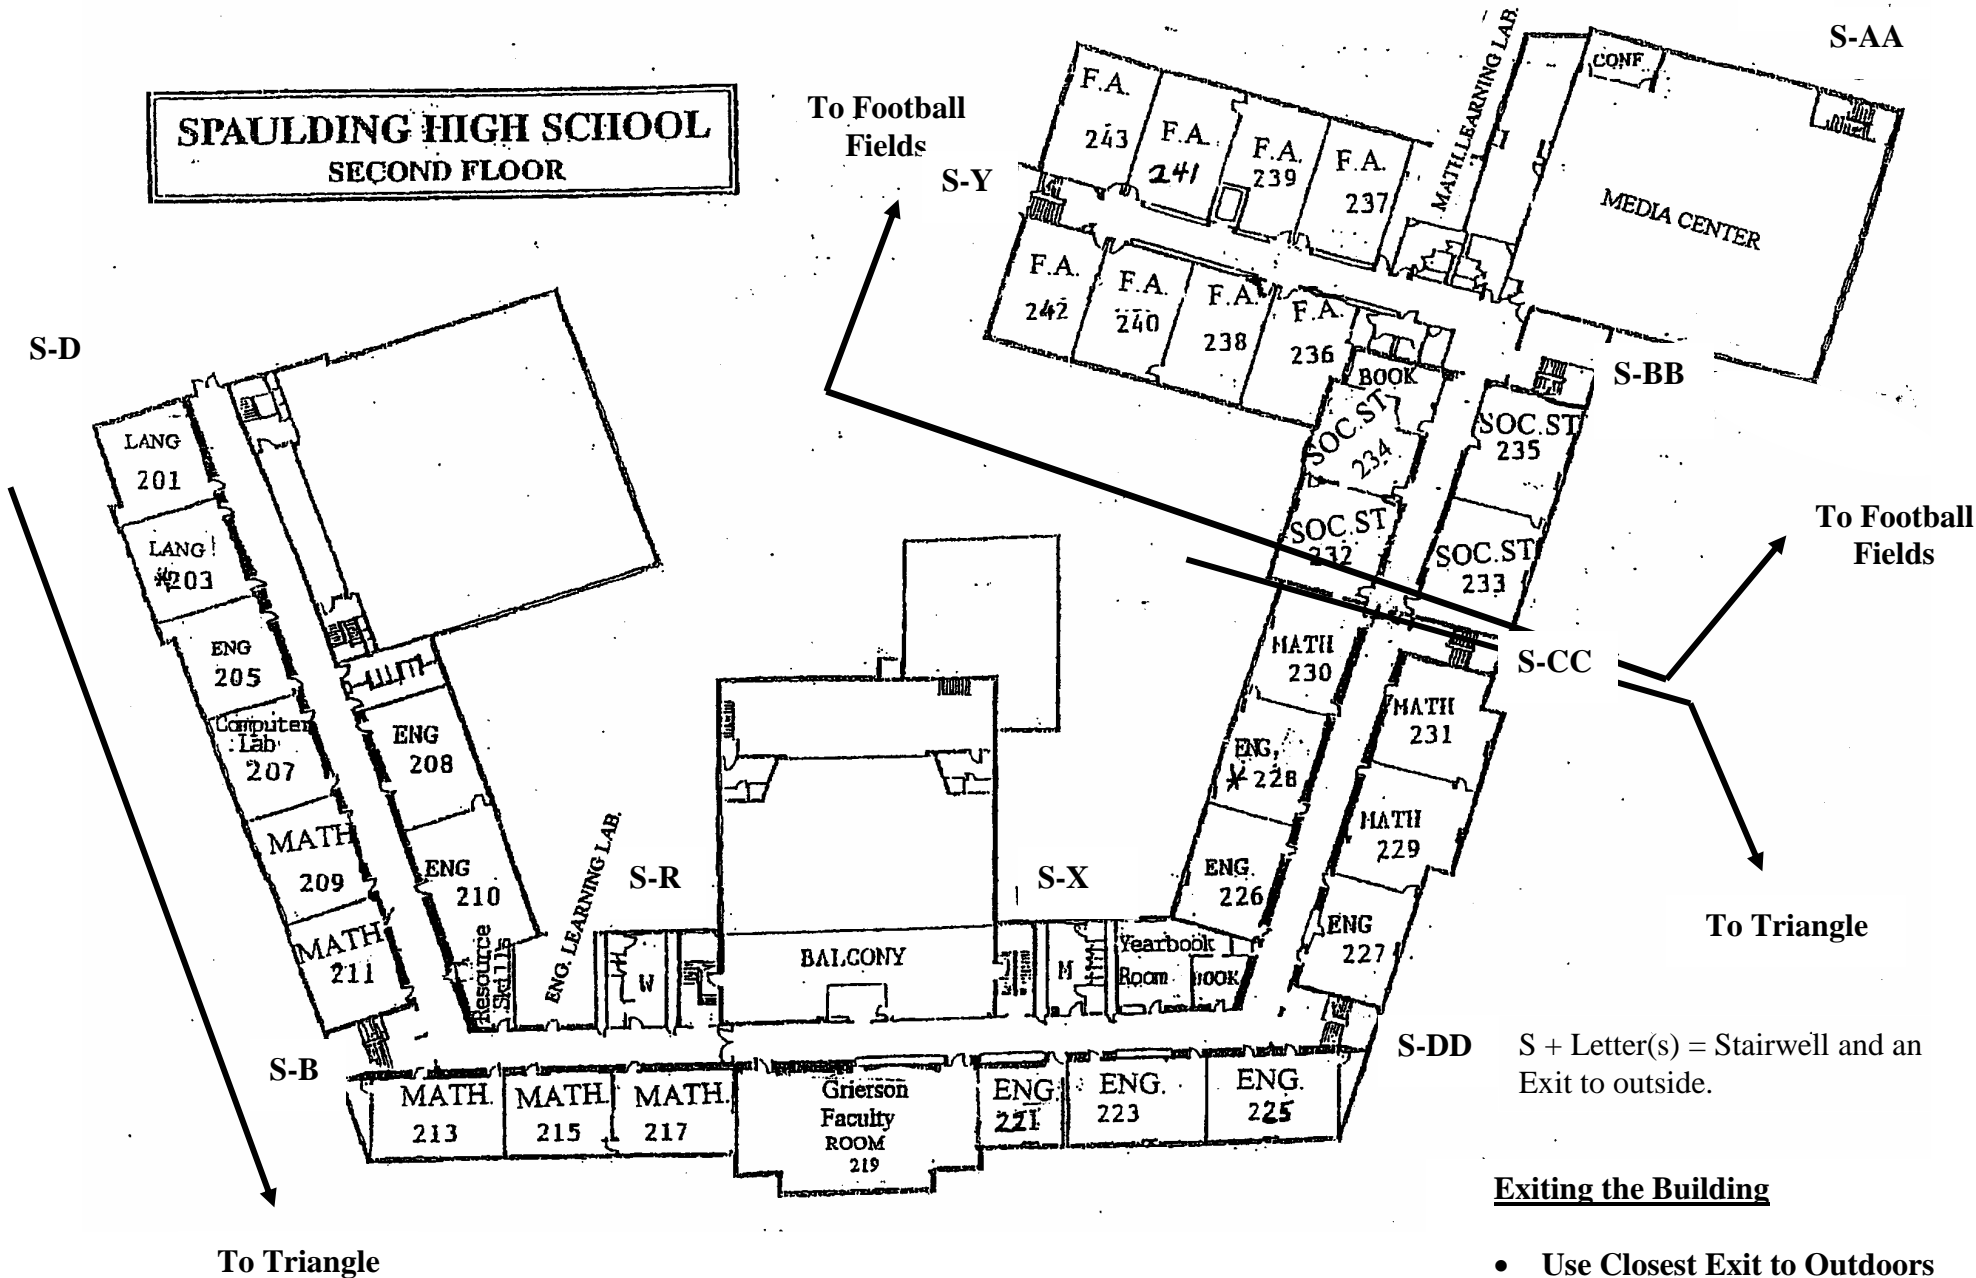 SPAULDING HIGH SCHOOL
SECOND FLOOR
To Football
Fields
S-Y
S-AA
F.A.
243
F.A.
241
F.A.
239
F.A.
237
MATH.LEARNING LAB.
CONF
MEDIA CENTER
F.A.
242
F.A.
240
F.A.
238
F.A.
236
BOOK
S-BB
SOC.ST
234
SOC.ST
235
SOC.ST
232
SOC.ST
233
To Football
Fields
S-CC
S-D
LANG
201
LANG
*203
ENG
205
Computer
Lab
207
MATH
209
MATH
211
ENG
208
ENG
210
Resource
Skills
ENG. LEARNING LAB.
W
S-R
BALCONY
S-X
M
Yearbook
Room
BOOK
MATH
230
ENG.
*228
ENG.
226
MATH
231
MATH
229
ENG
227
To Triangle
S-B
MATH.
213
MATH.
215
MATH.
217
Grierson
Faculty
ROOM
219
ENG.
221
ENG.
223
ENG.
225
S-DD
S + Letter(s) = Stairwell and an
Exit to outside.
Exiting the Building
• Use Closest Exit to Outdoors
To Triangle